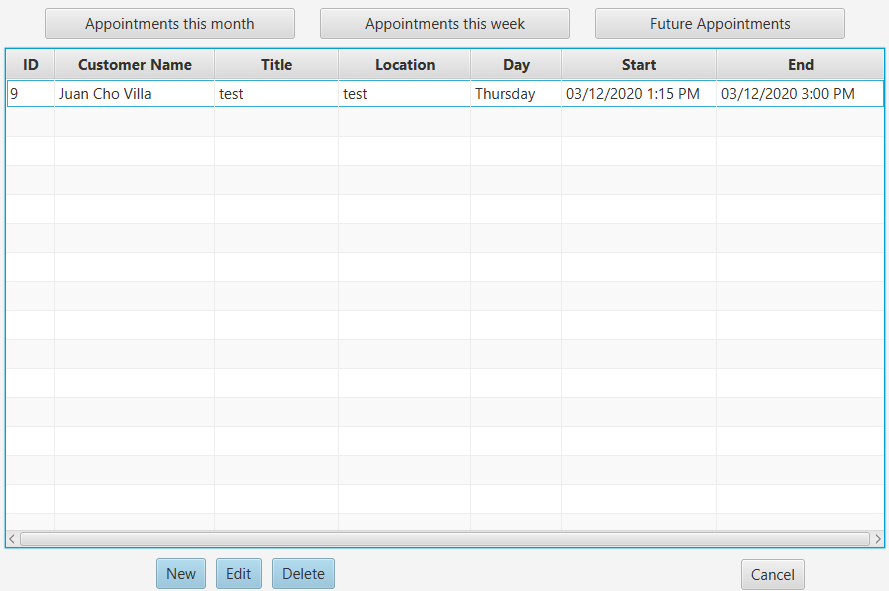 Appointments this month Appointments this week Future Appointments
ID Customer Name Title Location Day Start End
9 Juan Cho Villa test test Thursday 03/12/2020 1:15 PM 03/12/2020 3:00 PM
New Edit Delete Cancel